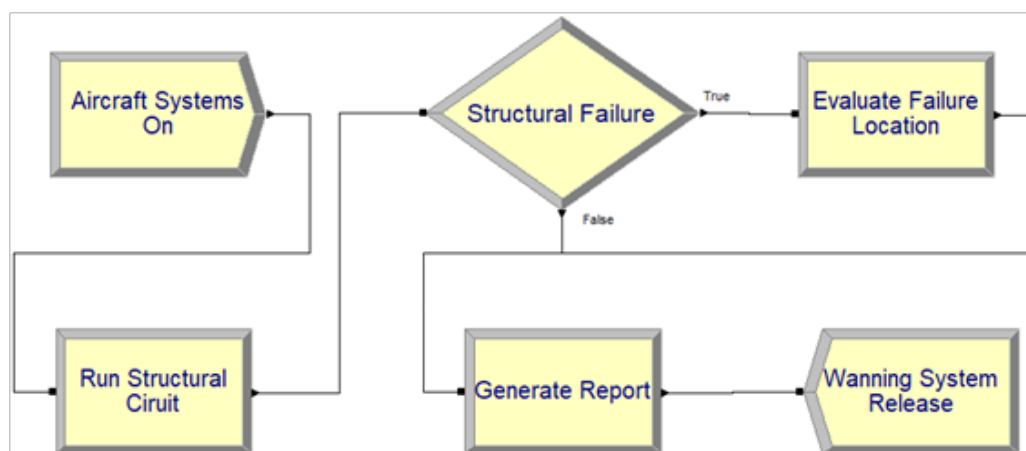 Aircraft Systems
On
Structural Failure
True
Evaluate Failure
Location
False
Run Structural
Ciruit
Generate Report
Wanning System
Release